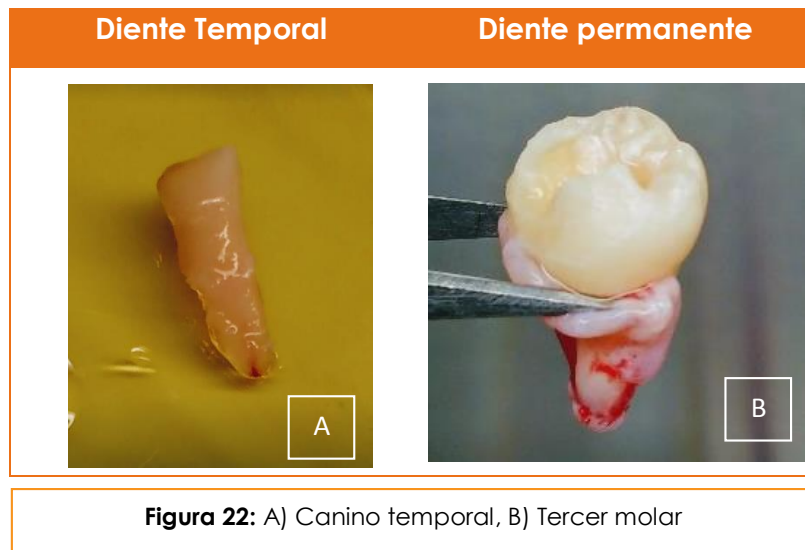 Diente Temporal
Diente permanente
A
B
Figura 22: A) Canino temporal, B) Tercer molar